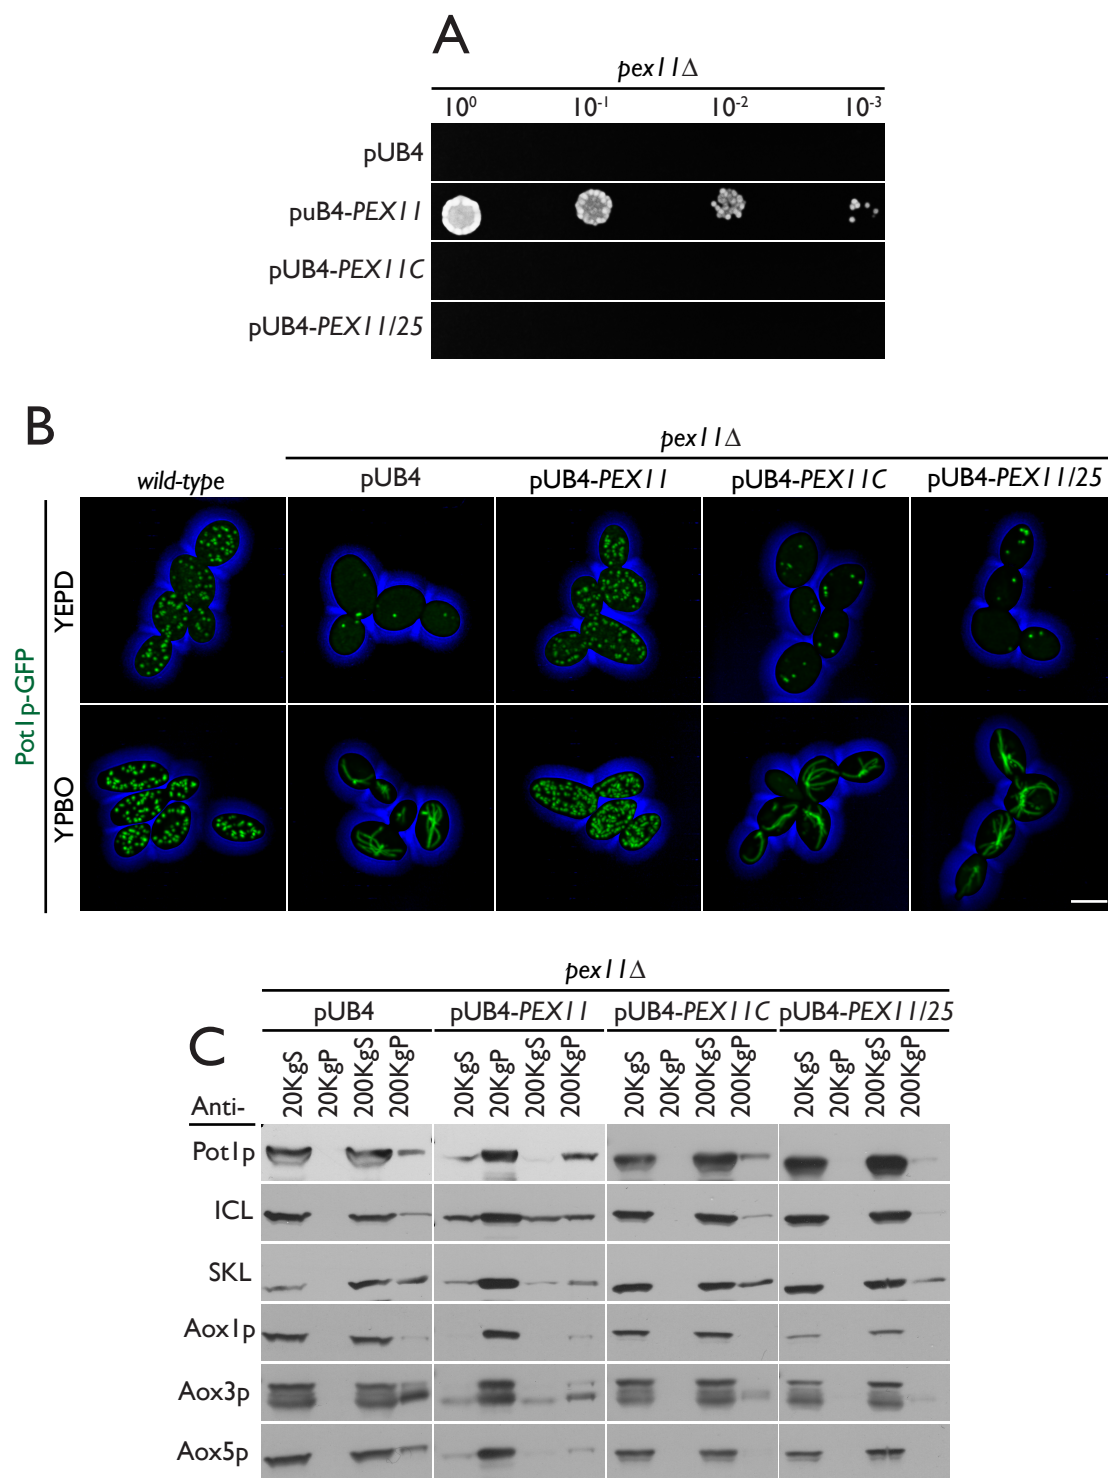 A
pex11Δ
10⁰ 10⁻¹ 10⁻² 10⁻³
pUB4
puB4-PEX11
pUB4-PEX11C
pUB4-PEX11/25
B
pex11Δ
wild-type pUB4 pUB4-PEX11 pUB4-PEX11C pUB4-PEX11/25
Pot1p-GFP
YEPD
YPBO
pex11Δ
pUB4 pUB4-PEX11 pUB4-PEX11C pUB4-PEX11/25
C
20KgS 20KgP 200KgS 200KgP 20KgS 20KgP 200KgS 200KgP 20KgS 20KgP 200KgS 200KgP 20KgS 20KgP 200KgS 200KgP
Anti-
Pot1p
ICL
SKL
Aox1p
Aox3p
Aox5p